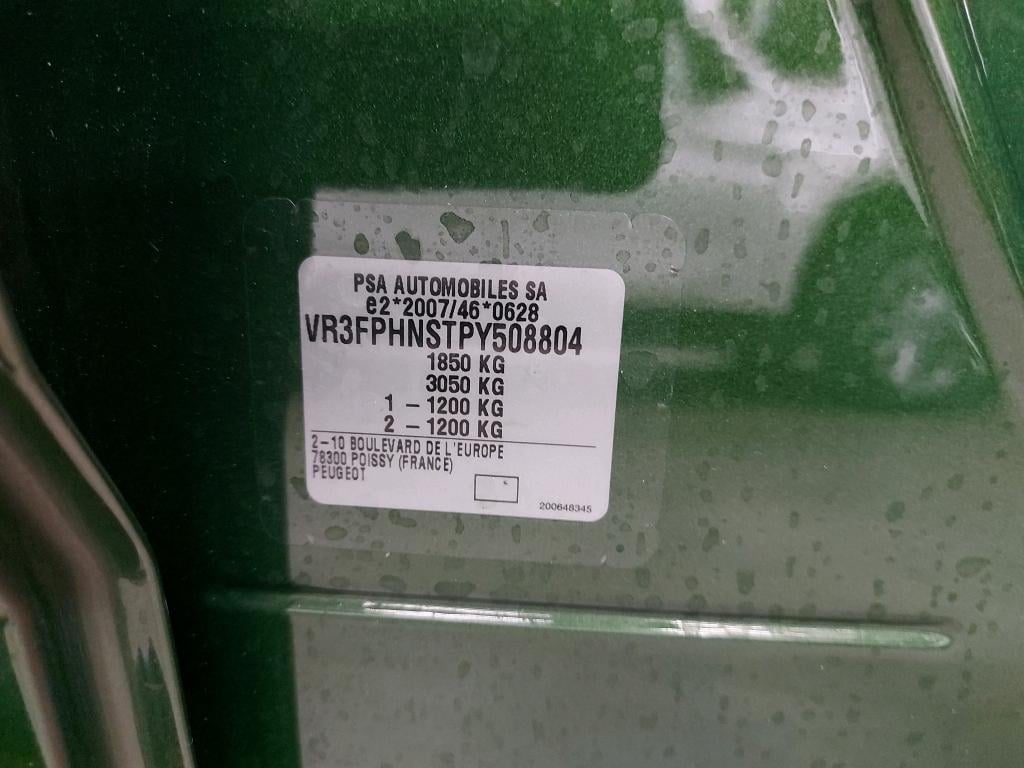 PSA AUTOMOBILES SA
e2*2007/46*0628
VR3FPHNSTPY508804
1850 KG
3050 KG
1 – 1200 KG
2 – 1200 KG
2–10 BOULEVARD DE L'EUROPE
78300 POISSY (FRANCE)
PEUGEOT
200648345